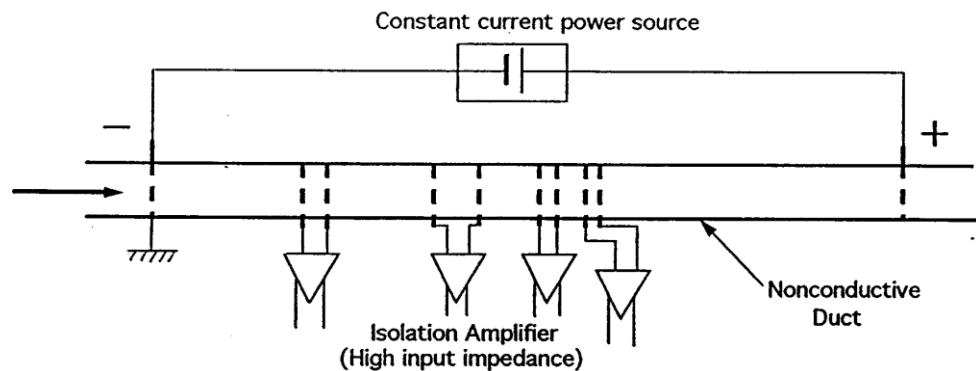 Constant current power source
−
+
Isolation Amplifier
(High input impedance)
Nonconductive
Duct